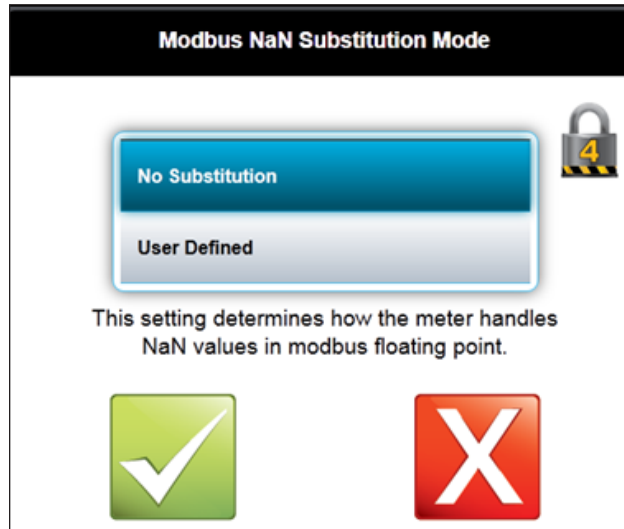 Modbus NaN Substitution Mode
4
No Substitution
User Defined
This setting determines how the meter handles
NaN values in modbus floating point.